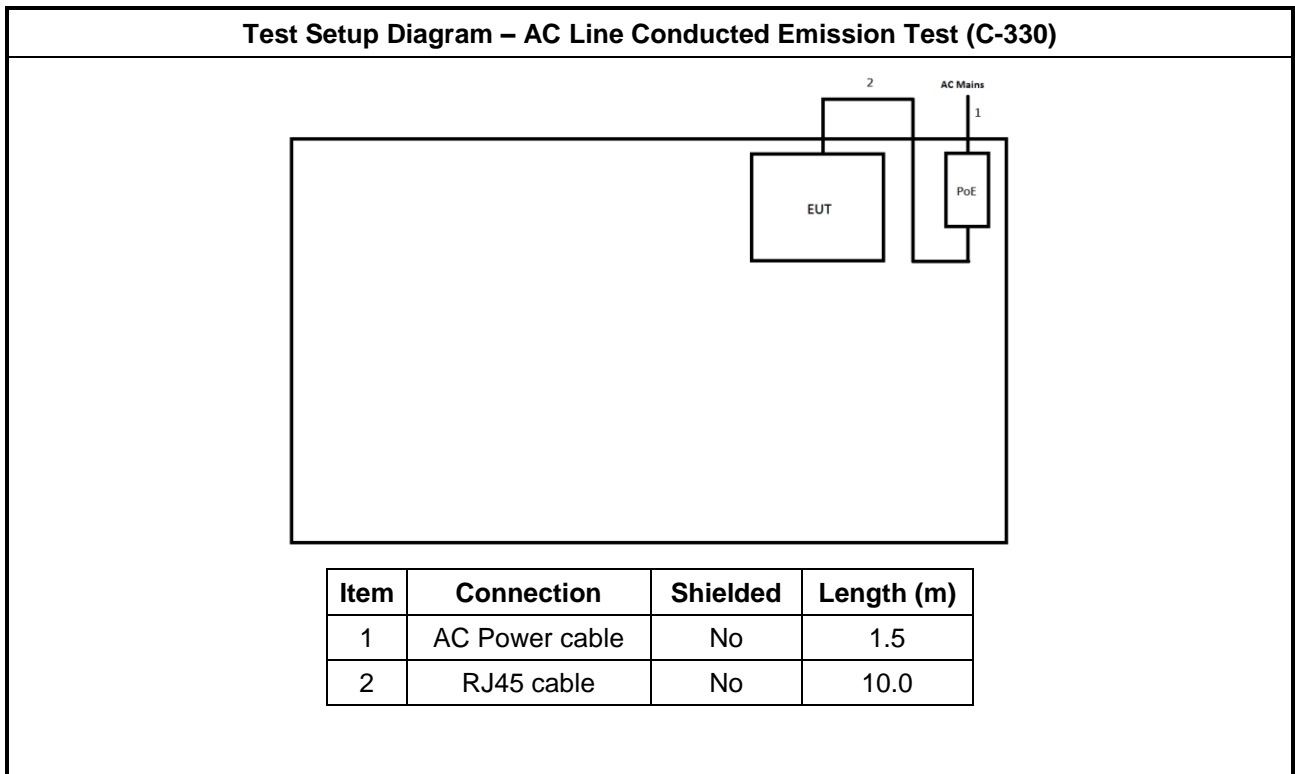 Test Setup Diagram – AC Line Conducted Emission Test (C-330)
2
AC Mains
1
PoE
EUT
Item Connection Shielded Length (m)
1 AC Power cable No 1.5
2 RJ45 cable No 10.0